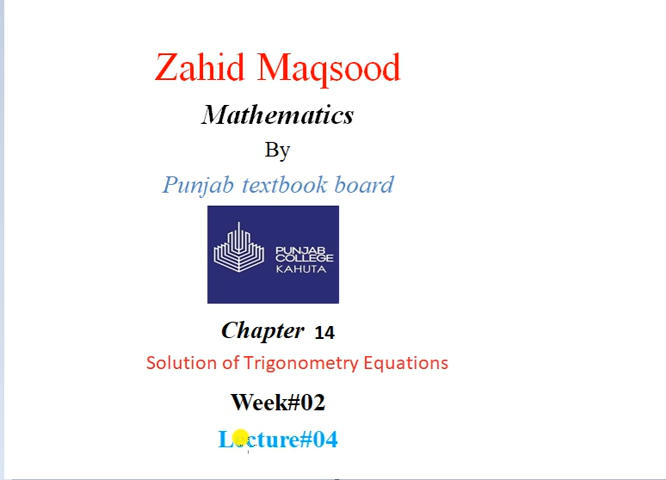 Zahid Maqsood
Mathematics
By
Punjab textbook board
PUNJAB
COLLEGE
KAHUTA
Chapter 14
Solution of Trigonometry Equations
Week#02
Lecture#04